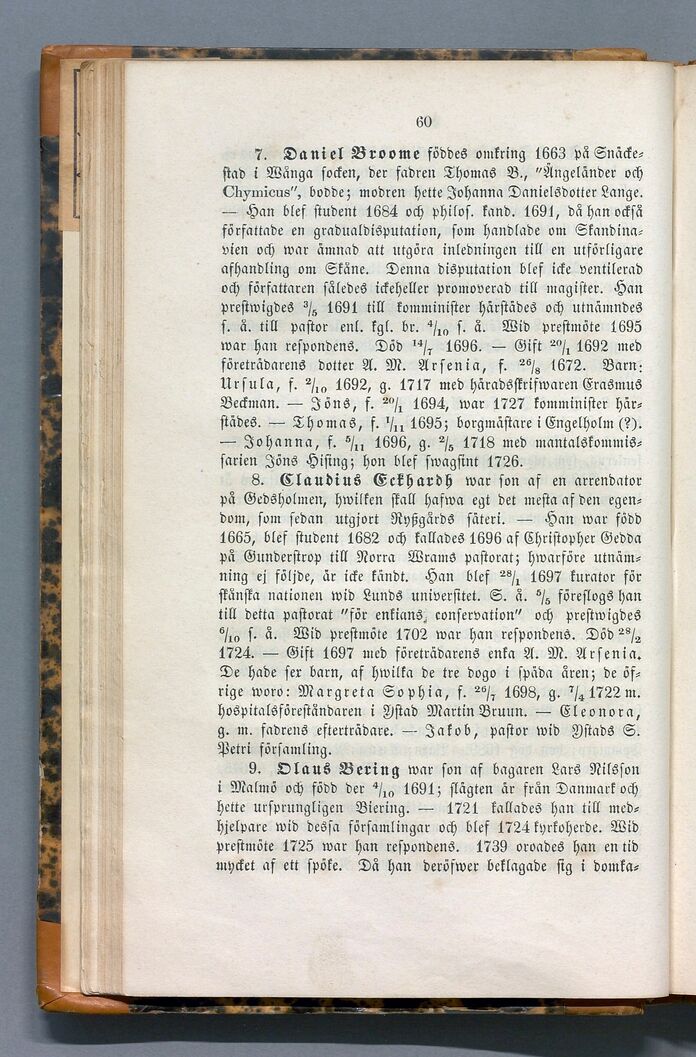 60
7. Daniel Broome föddes omkring 1663 på Snäcke-
stad i Wånga socken, der fadren Thomas B., "Ängeländer och
Chymicus", bodde; modren hette Johanna Danielsdotter Lange.
— Han blef student 1684 och philos. kand. 1691, då han också
författade en gradualdisputation, som handlade om Skandina-
vien och war ämnad att utgöra inledningen till en utförligare
afhandling om Skåne. Denna disputation blef icke ventilerad
och författaren således ickeheller promoverad till magister. Han
prestwigdes 3/5 1691 till komminister härstädes och utnämndes
s. å. till pastor enl. kgl. br. 4/10 s. å. Wid prestmöte 1695
war han respondens. Död 14/7 1696. — Gift 20/1 1692 med
företrädarens dotter A. M. Arsenia, f. 26/8 1672. Barn:
Ursula, f. 2/10 1692, g. 1717 med häradsskrifwaren Erasmus
Beckman. — Jöns, f. 20/1 1694, war 1727 komminister här-
städes. — Thomas, f. 1/11 1695; borgmästare i Engelholm (?).
— Johanna, f. 5/11 1696, g. 2/5 1718 med mantalskommis-
sarien Jöns Hising; hon blef swagsint 1726.
8. Claudius Eckhardh war son af en arrendator
på Gedsholmen, hwilken skall hafwa egt det mesta af den egen-
dom, som sedan utgjort Ryßgårds säteri. — Han war född
1665, blef student 1682 och kallades 1696 af Christopher Gedda
på Gunderstrop till Norra Wrams pastorat; hwarföre utnäm-
ning ej följde, är icke kändt. Han blef 28/1 1697 kurator för
skånska nationen wid Lunds universitet. S. å. 5/5 föreslogs han
till detta pastorat "för enkians conservation" och prestwigdes
6/10 s. å. Wid prestmöte 1702 war han respondens. Död 28/2
1724. — Gift 1697 med företrädarens enka A. M. Arsenia.
De hade sex barn, af hwilka de tre dogo i späda åren; de öf-
rige woro: Margreta Sophia, f. 26/7 1698, g. 7/4 1722 m.
hospitalsföreståndaren i Ystad Martin Bruun. — Eleonora,
g. m. fadrens efterträdare. — Jakob, pastor wid Ystads S.
Petri församling.
9. Olaus Bering war son af bagaren Lars Nilsson
i Malmö och född der 4/10 1691; slägten är från Danmark och
hette ursprungligen Biering. — 1721 kallades han till med-
hjelpare wid dessa församlingar och blef 1724 kyrkoherde. Wid
prestmöte 1725 war han respondens. 1739 oroades han en tid
mycket af ett spöke. Då han deröfwer beklagade sig i domka-